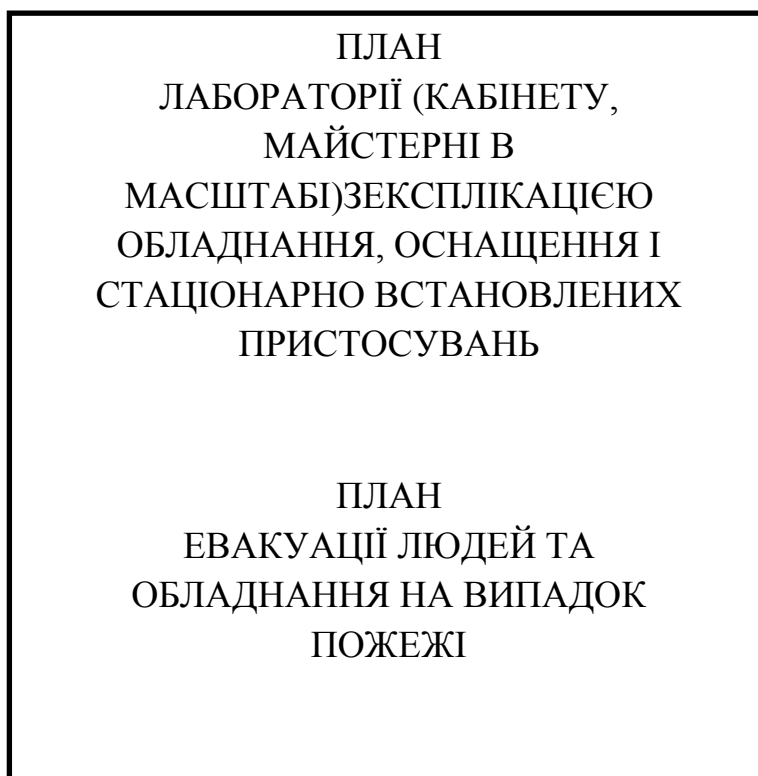 ПЛАН
ЛАБОРАТОРІЇ (КАБІНЕТУ,
МАЙСТЕРНІ В
МАСШТАБІ)ЗЕКСПЛІКАЦІЄЮ
ОБЛАДНАННЯ, ОСНАЩЕННЯ І
СТАЦІОНАРНО ВСТАНОВЛЕНИХ
ПРИСТОСУВАНЬ
ПЛАН
ЕВАКУАЦІЇ ЛЮДЕЙ ТА
ОБЛАДНАННЯ НА ВИПАДОК
ПОЖЕЖІ